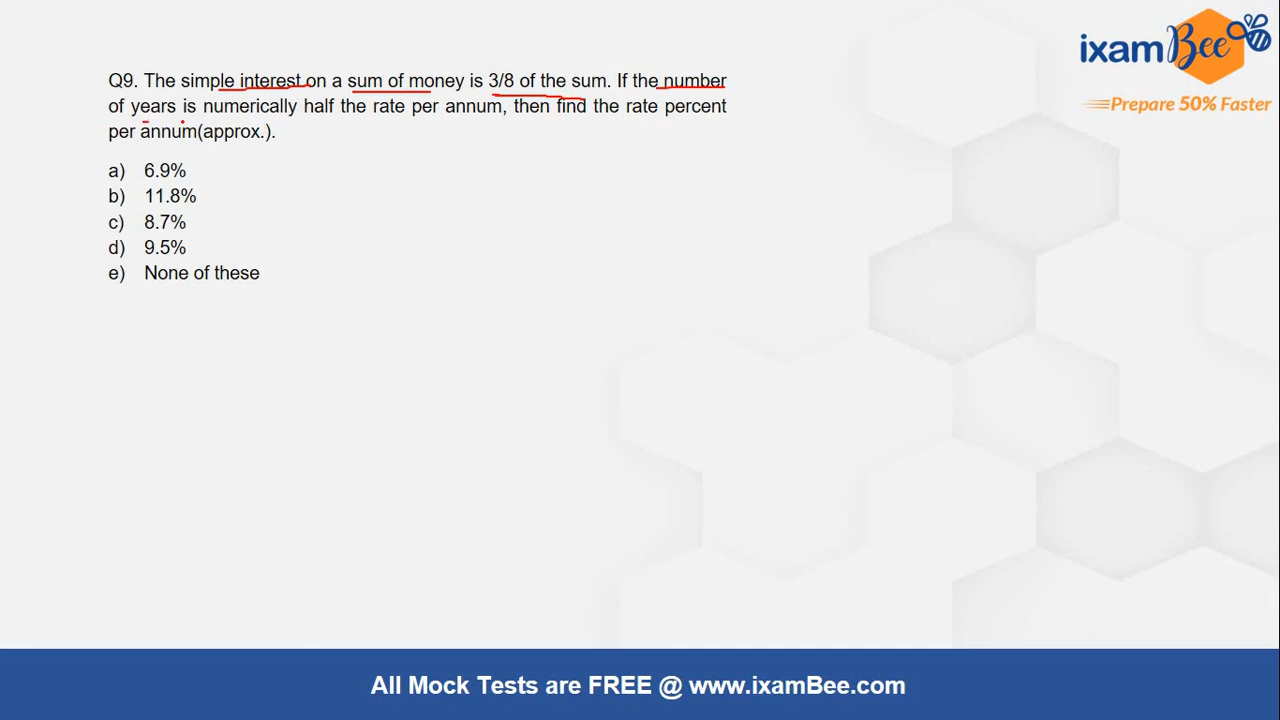 ixamBee
Prepare 50% Faster
Q9. The simple interest on a sum of money is 3/8 of the sum. If the number
of years is numerically half the rate per annum, then find the rate percent
per annum(approx.).
a) 6.9%
b) 11.8%
c) 8.7%
d) 9.5%
e) None of these
All Mock Tests are FREE @ www.ixamBee.com